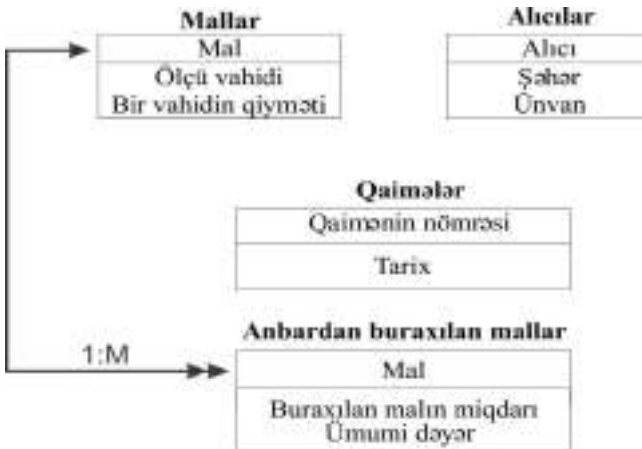 Mallar
Mal
Ölçü vahidi
Bir vahidin qiyməti
Alıcılar
Alıcı
Şəhər
Ünvan
Qaimələr
Qaimənin nömrəsi
Tarix
1:M
Anbardan buraxılan mallar
Mal
Buraxılan malın miqdarı
Ümumi dəyər